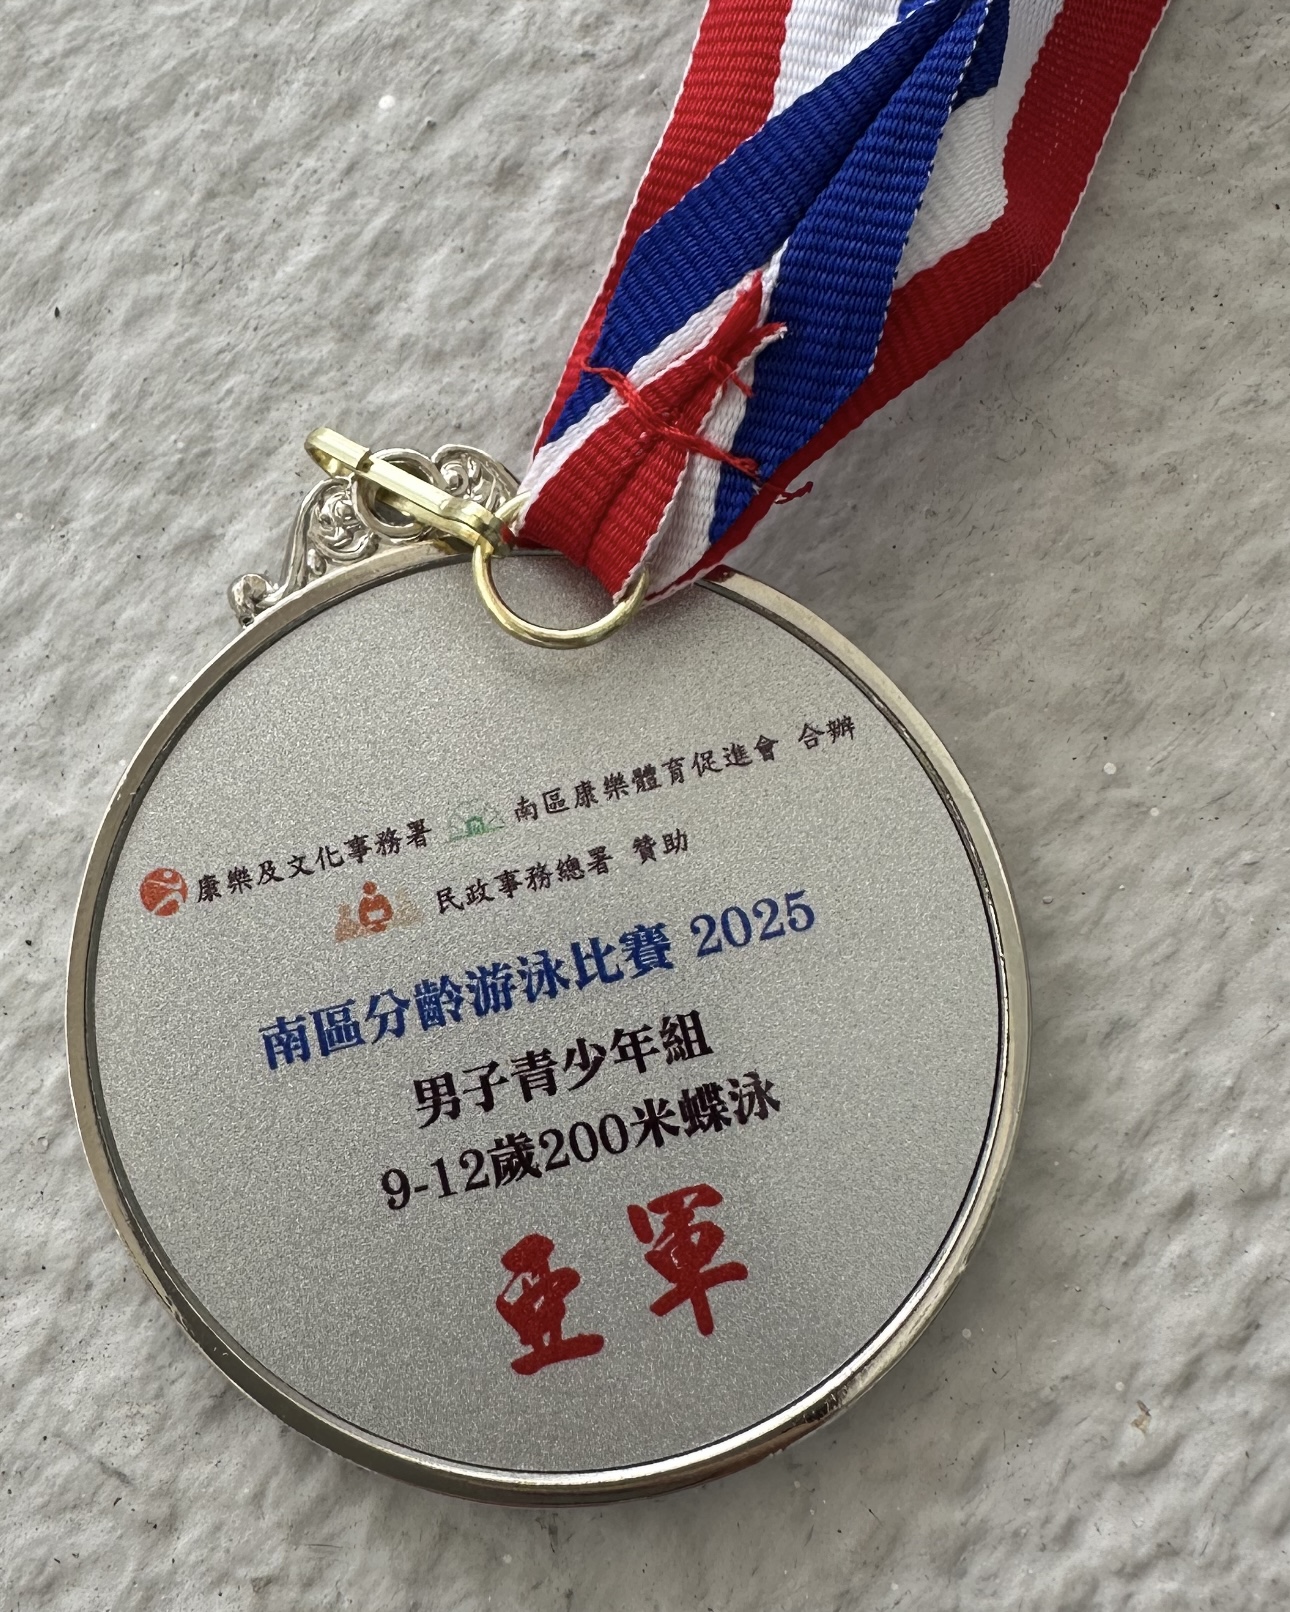 康樂及文化事務署 南區康樂體育促進會 合辦
民政事務總署 贊助
南區分齡游泳比賽 2025
男子青少年組
9-12歲200米蝶泳
亞軍